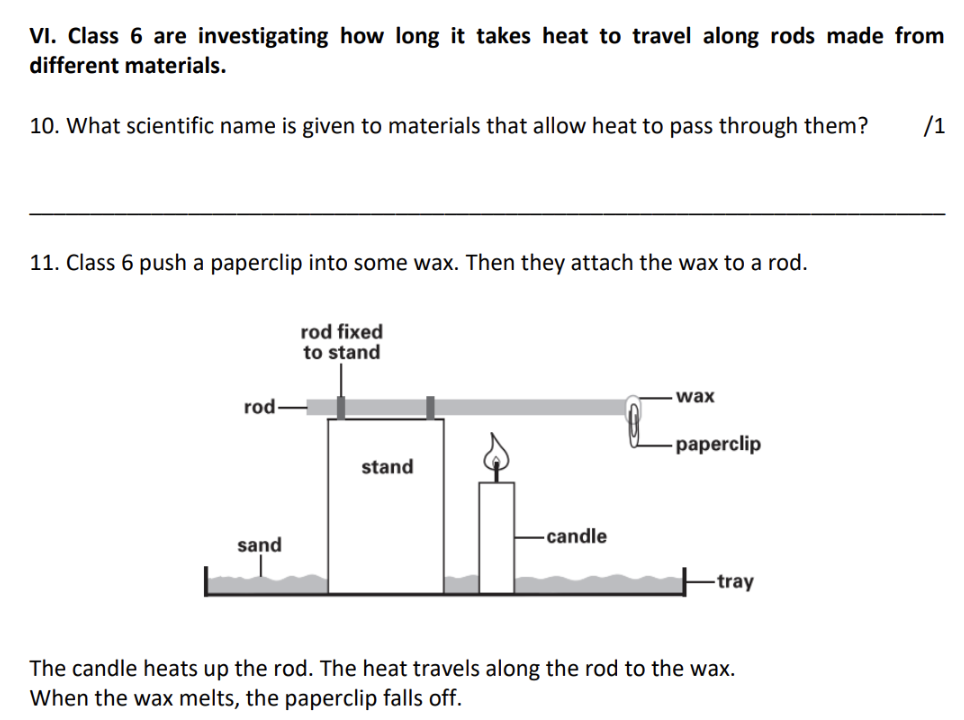 VI. Class 6 are investigating how long it takes heat to travel along rods made from
different materials.
10. What scientific name is given to materials that allow heat to pass through them? /1
11. Class 6 push a paperclip into some wax. Then they attach the wax to a rod.
rod fixed
to stand
wax
rod
paperclip
stand
candle
sand
tray
The candle heats up the rod. The heat travels along the rod to the wax.
When the wax melts, the paperclip falls off.